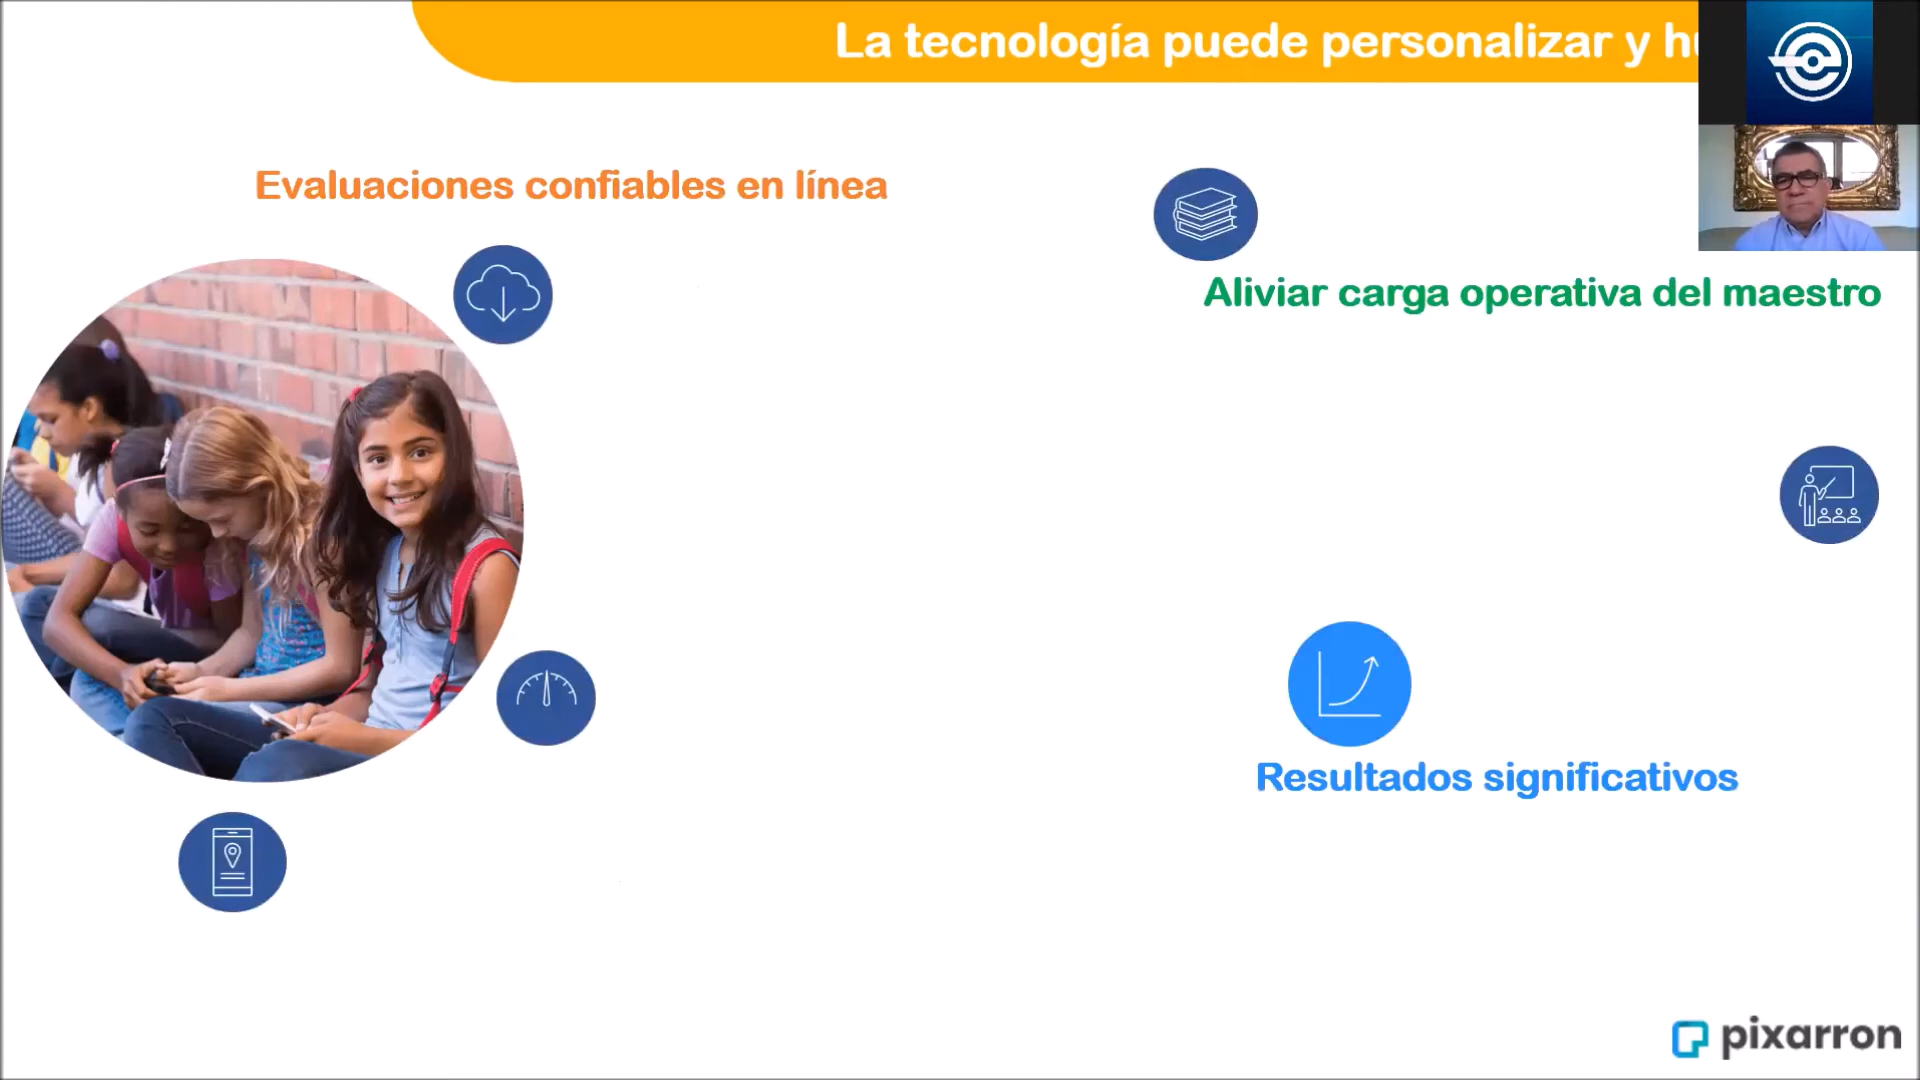 La tecnología puede personalizar y
Evaluaciones confiables en línea
Aliviar carga operativa del maestro
Resultados significativos
pixarron